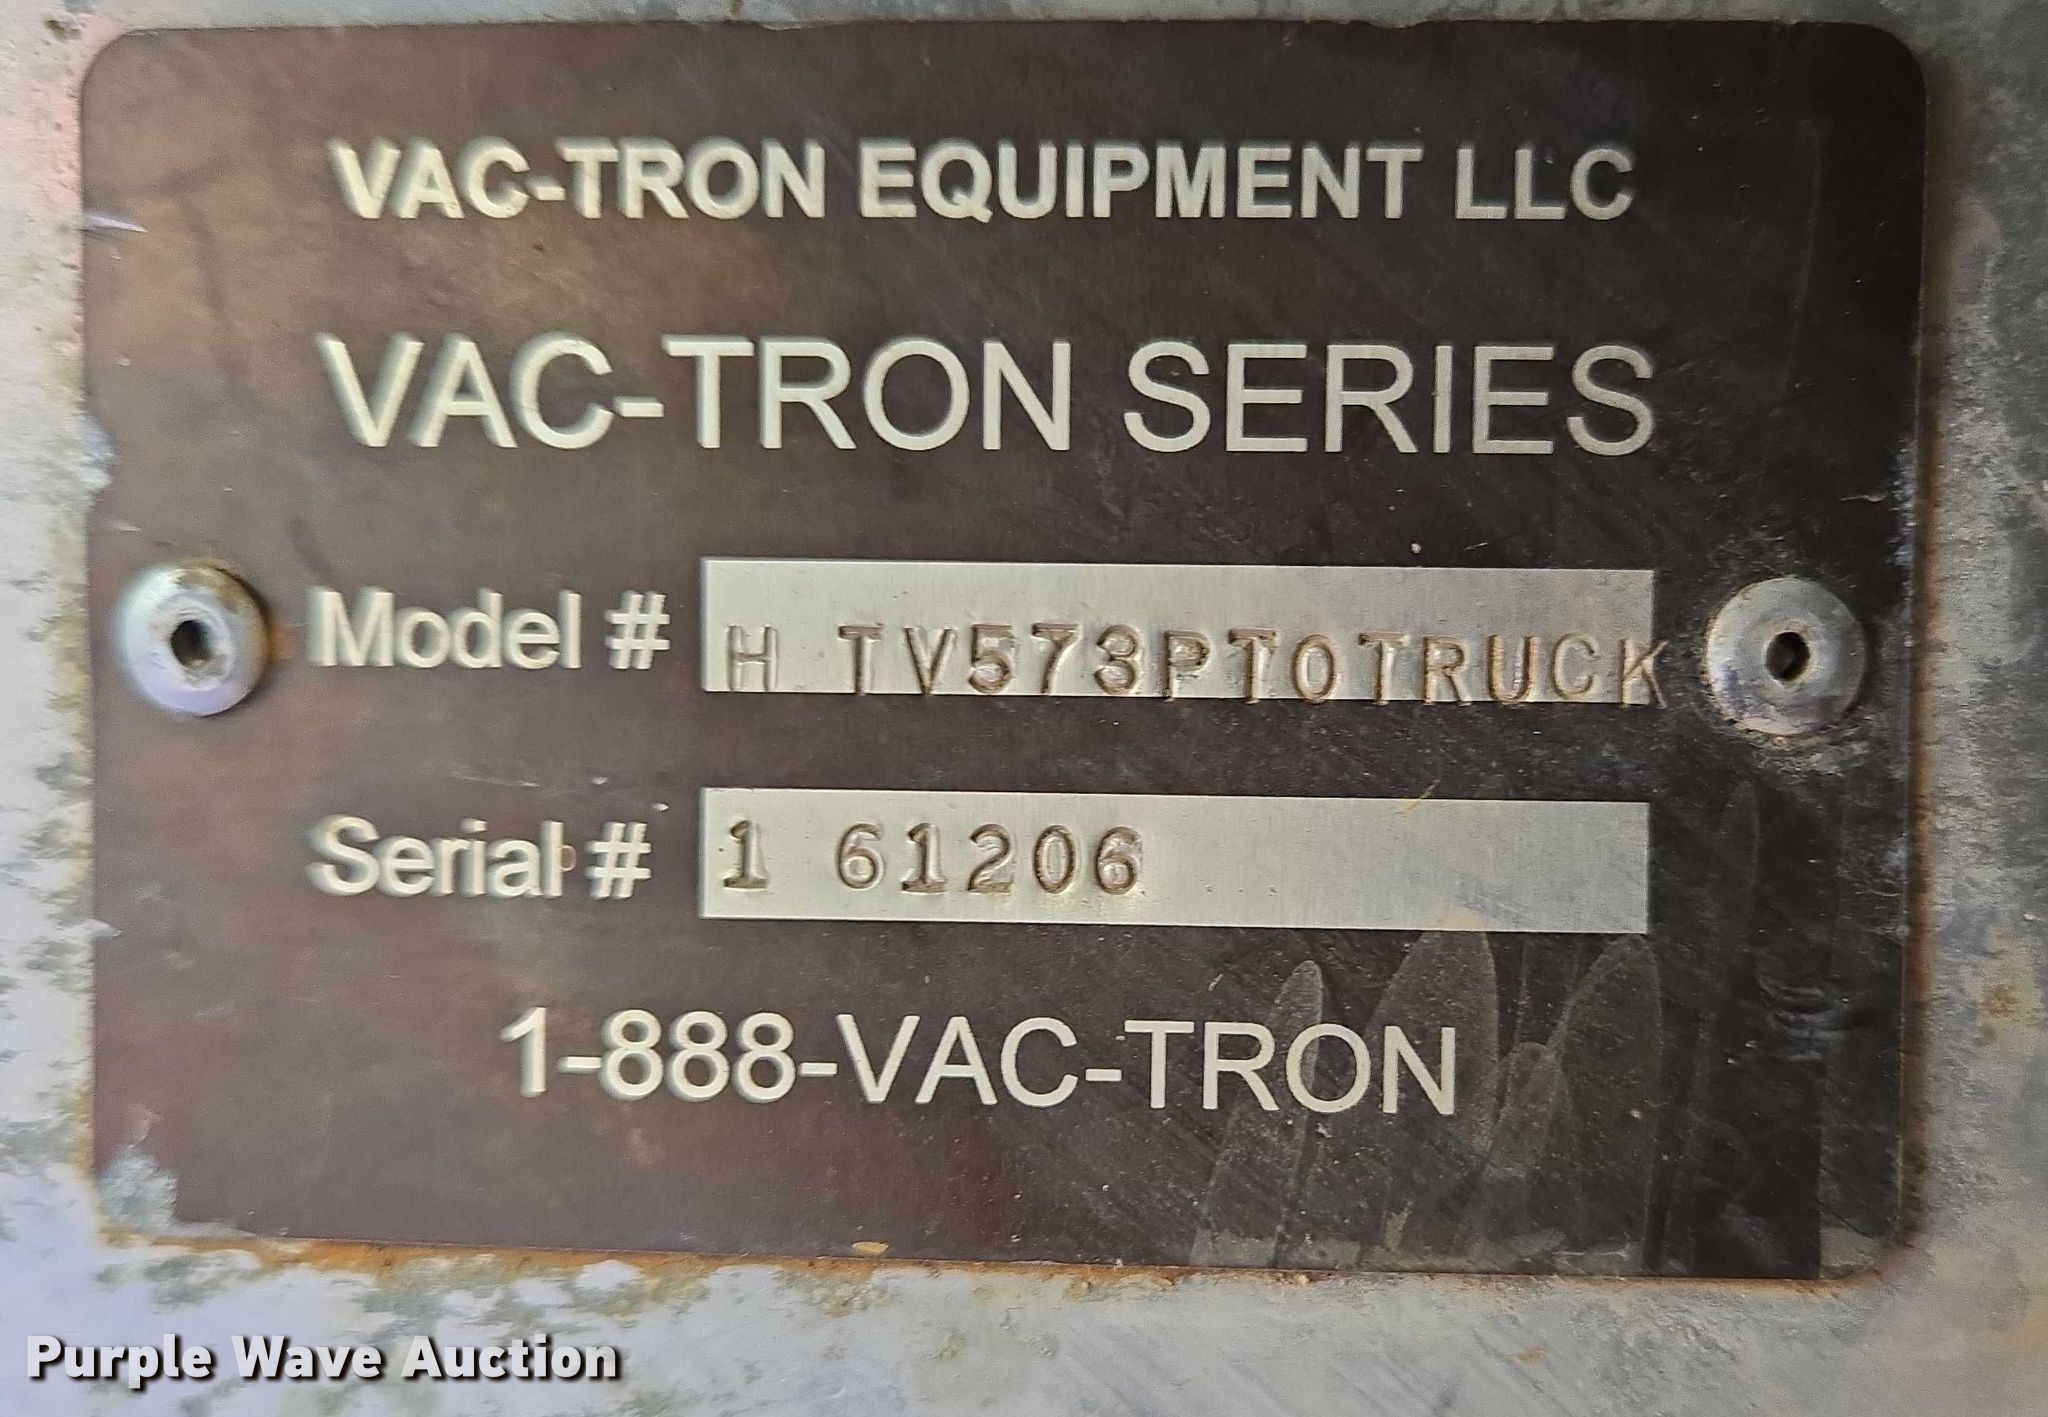 VAC-TRON EQUIPMENT LLC
VAC-TRON SERIES
Model # H TV573PTOTRUCK
Serial # 1 61206
1-888-VAC-TRON
Purple Wave Auction